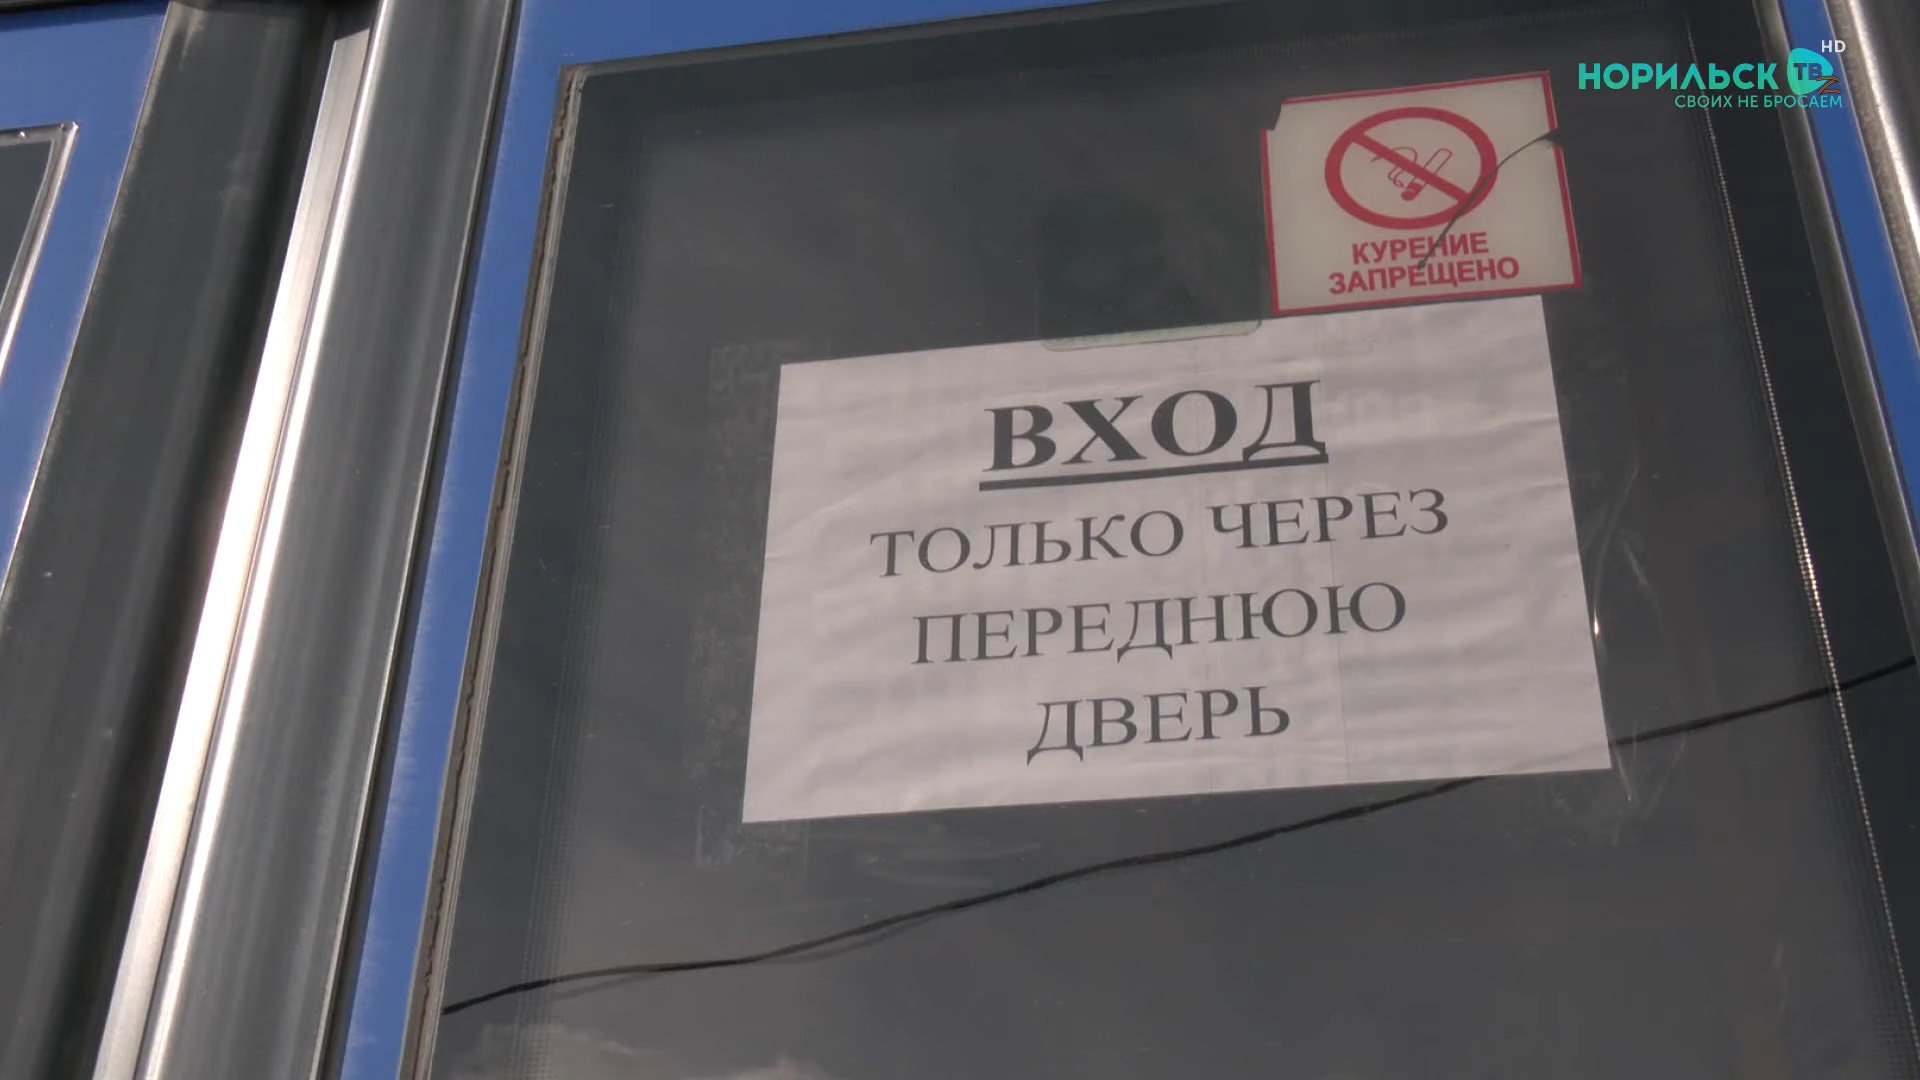 HD
НОРИЛЬСК ТВ
СВОИХ НЕ БРОСАЕМ
КУРЕНИЕ
ЗАПРЕЩЕНО
ВХОД
ТОЛЬКО ЧЕРЕЗ
ПЕРЕДНЮЮ
ДВЕРЬ